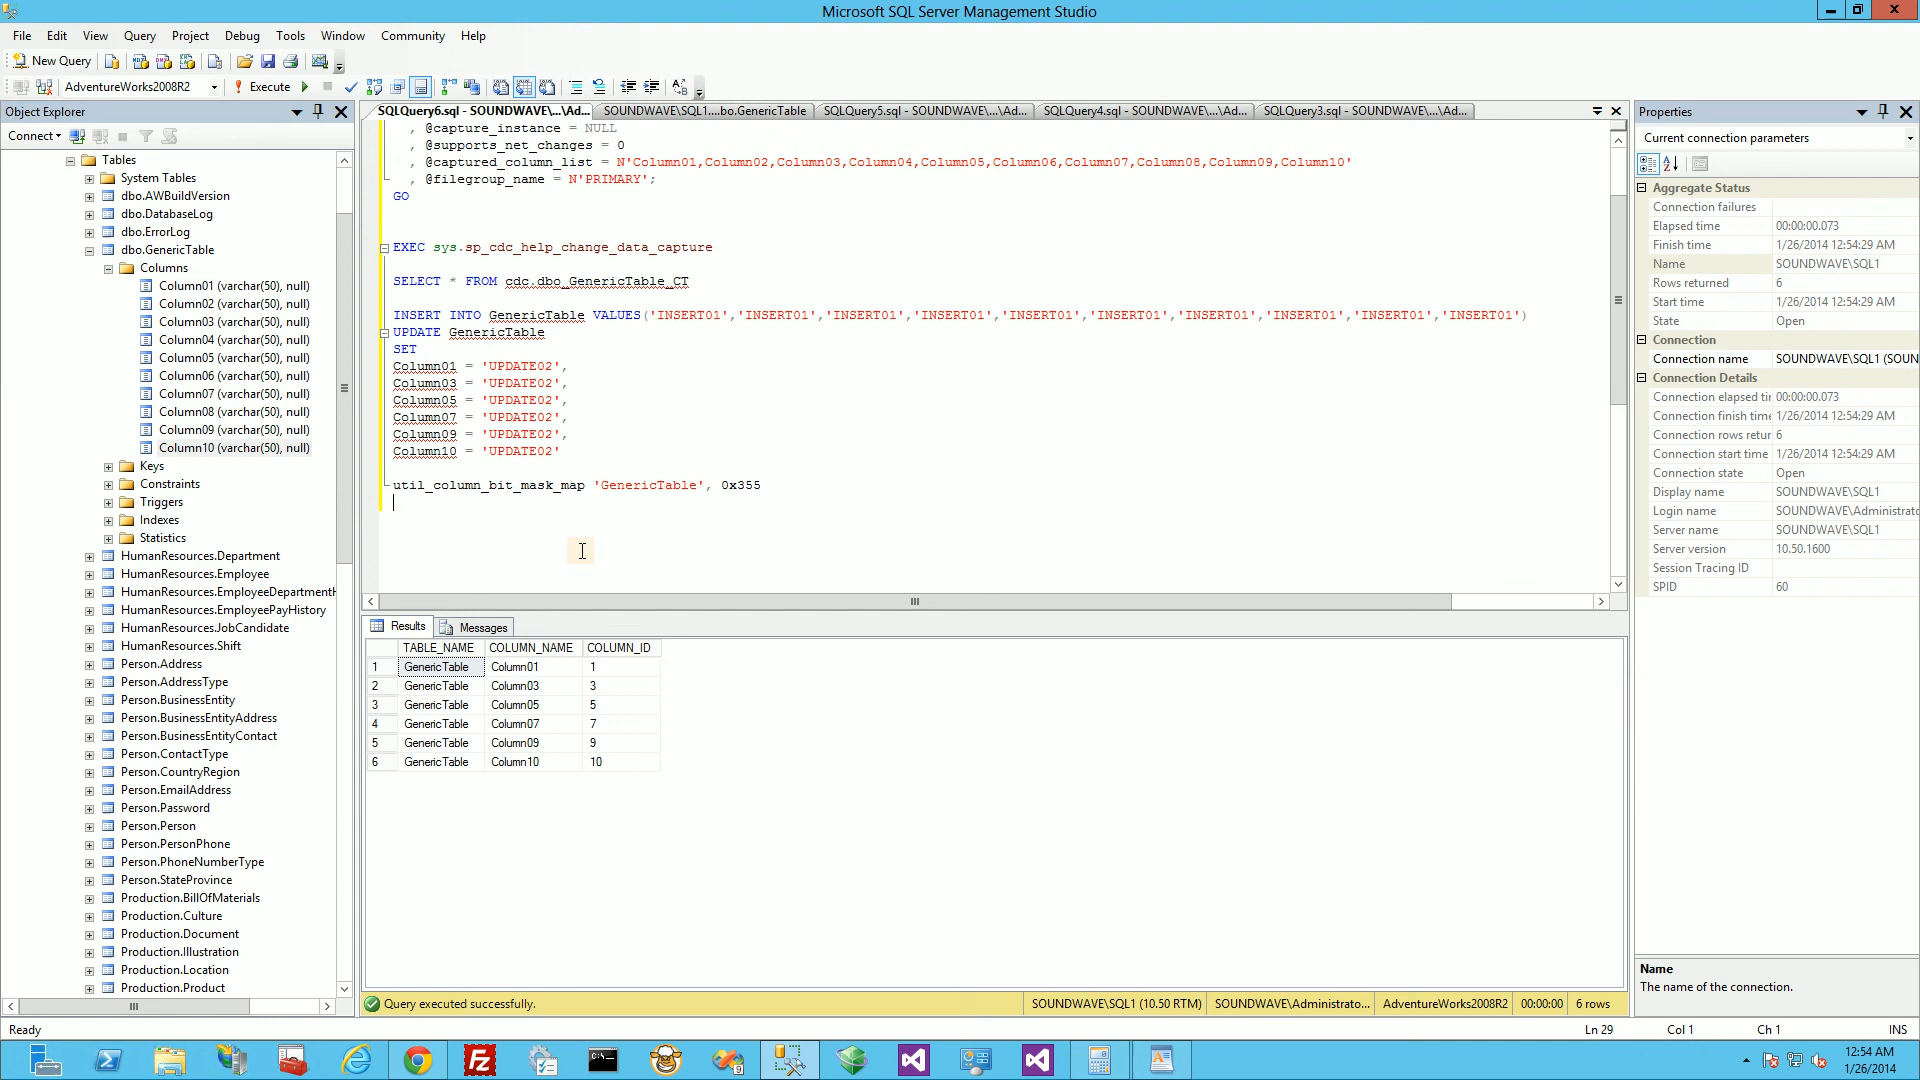 Microsoft SQL Server Management Studio
File Edit View Query Project Debug Tools Window Community Help
New Query
AdventureWorks2008R2 Execute
Object Explorer
Connect
Tables
System Tables
dbo.AWBuildVersion
dbo.DatabaseLog
dbo.ErrorLog
dbo.GenericTable
Columns
Column01 (varchar(50), null)
Column02 (varchar(50), null)
Column03 (varchar(50), null)
Column04 (varchar(50), null)
Column05 (varchar(50), null)
Column06 (varchar(50), null)
Column07 (varchar(50), null)
Column08 (varchar(50), null)
Column09 (varchar(50), null)
Column10 (varchar(50), null)
Keys
Constraints
Triggers
Indexes
Statistics
HumanResources.Department
HumanResources.Employee
HumanResources.EmployeeDepartmentH
HumanResources.EmployeePayHistory
HumanResources.JobCandidate
HumanResources.Shift
Person.Address
Person.AddressType
Person.BusinessEntity
Person.BusinessEntityAddress
Person.BusinessEntityContact
Person.ContactType
Person.CountryRegion
Person.EmailAddress
Person.Password
Person.Person
Person.PersonPhone
Person.PhoneNumberType
Person.StateProvince
Production.BillOfMaterials
Production.Culture
Production.Document
Production.Illustration
Production.Location
Production.Product
SQLQuery6.sql - SOUNDWAVE\...\Ad... SOUNDWAVE\SQL1....bo.GenericTable SQLQuery5.sql - SOUNDWAVE\...\Ad... SQLQuery4.sql - SOUNDWAVE\...\Ad... SQLQuery3.sql - SOUNDWAVE\...\Ad...
, @capture_instance = NULL
, @supports_net_changes = 0
, @captured_column_list = N'Column01,Column02,Column03,Column04,Column05,Column06,Column07,Column08,Column09,Column10'
, @filegroup_name = N'PRIMARY';
GO
EXEC sys.sp_cdc_help_change_data_capture
SELECT * FROM cdc.dbo_GenericTable_CT
INSERT INTO GenericTable VALUES('INSERT01','INSERT01','INSERT01','INSERT01','INSERT01','INSERT01','INSERT01','INSERT01','INSERT01','INSERT01')
UPDATE GenericTable
SET
Column01 = 'UPDATE02',
Column03 = 'UPDATE02',
Column05 = 'UPDATE02',
Column07 = 'UPDATE02',
Column09 = 'UPDATE02',
Column10 = 'UPDATE02'
util_column_bit_mask_map 'GenericTable', 0x355
Results Messages
TABLE_NAME COLUMN_NAME COLUMN_ID
1 GenericTable Column01 1
2 GenericTable Column03 3
3 GenericTable Column05 5
4 GenericTable Column07 7
5 GenericTable Column09 9
6 GenericTable Column10 10
Query executed successfully. SOUNDWAVE\SQL1 (10.50 RTM) SOUNDWAVE\Administrato... AdventureWorks2008R2 00:00:00 6 rows
Properties
Current connection parameters
Aggregate Status
Connection failures
Elapsed time 00:00:00.073
Finish time 1/26/2014 12:54:29 AM
Name SOUNDWAVE\SQL1
Rows returned 6
Start time 1/26/2014 12:54:29 AM
State Open
Connection
Connection name SOUNDWAVE\SQL1 (SOUN
Connection Details
Connection elapsed tir 00:00:00.073
Connection finish time 1/26/2014 12:54:29 AM
Connection rows retur 6
Connection start time 1/26/2014 12:54:29 AM
Connection state Open
Display name SOUNDWAVE\SQL1
Login name SOUNDWAVE\Administrato
Server name SOUNDWAVE\SQL1
Server version 10.50.1600
Session Tracing ID
SPID 60
Name
The name of the connection.
Ready Ln 29 Col 1 Ch 1 INS
12:54 AM
1/26/2014